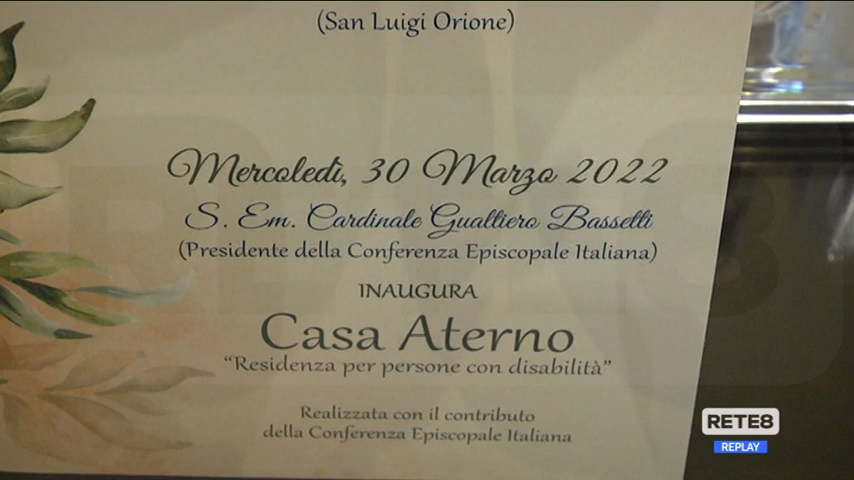 (San Luigi Orione)
Mercoledì, 30 Marzo 2022
S. Em. Cardinale Gualtiero Bassetti
(Presidente della Conferenza Episcopale Italiana)
INAUGURA
Casa Aterno
“Residenza per persone con disabilità”
Realizzata con il contributo
della Conferenza Episcopale Italiana
RETE8
REPLAY